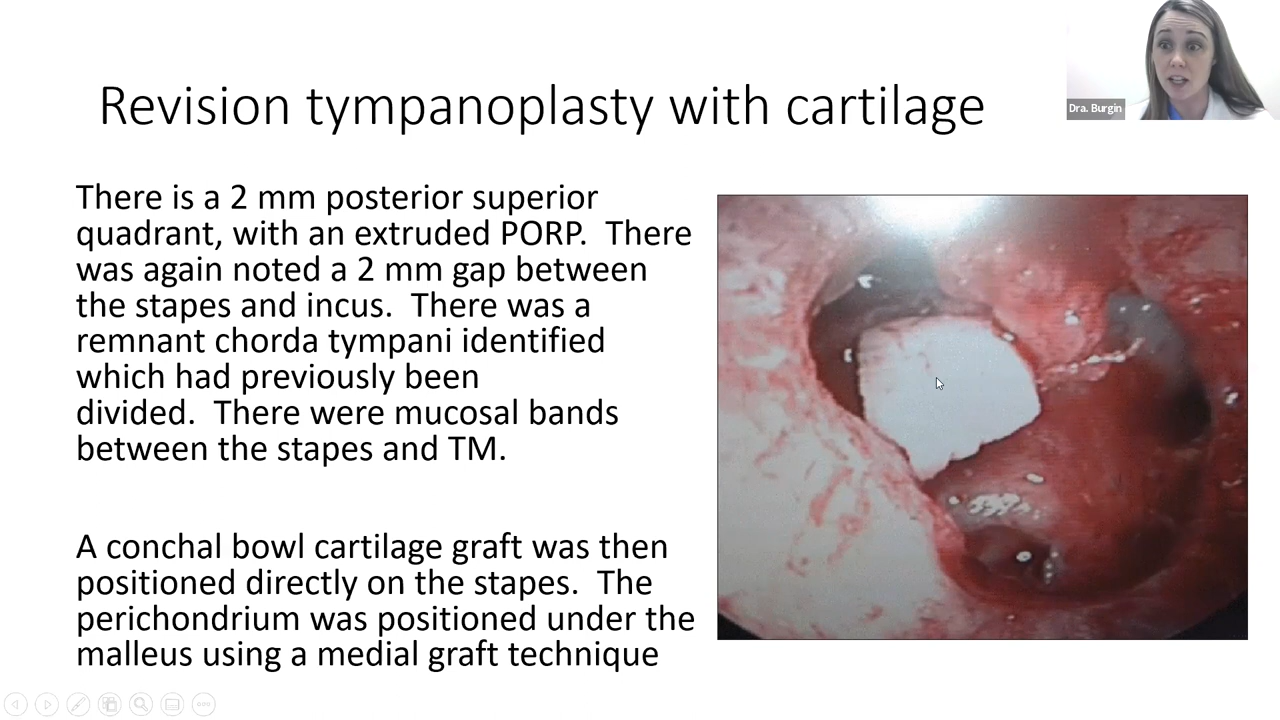 Revision tympanoplasty with cartilage
Dra. Burgin
There is a 2 mm posterior superior
quadrant, with an extruded PORP.  There
was again noted a 2 mm gap between
the stapes and incus.  There was a
remnant chorda tympani identified
which had previously been
divided.  There were mucosal bands
between the stapes and TM.
A conchal bowl cartilage graft was then
positioned directly on the stapes.  The
perichondrium was positioned under the
malleus using a medial graft technique